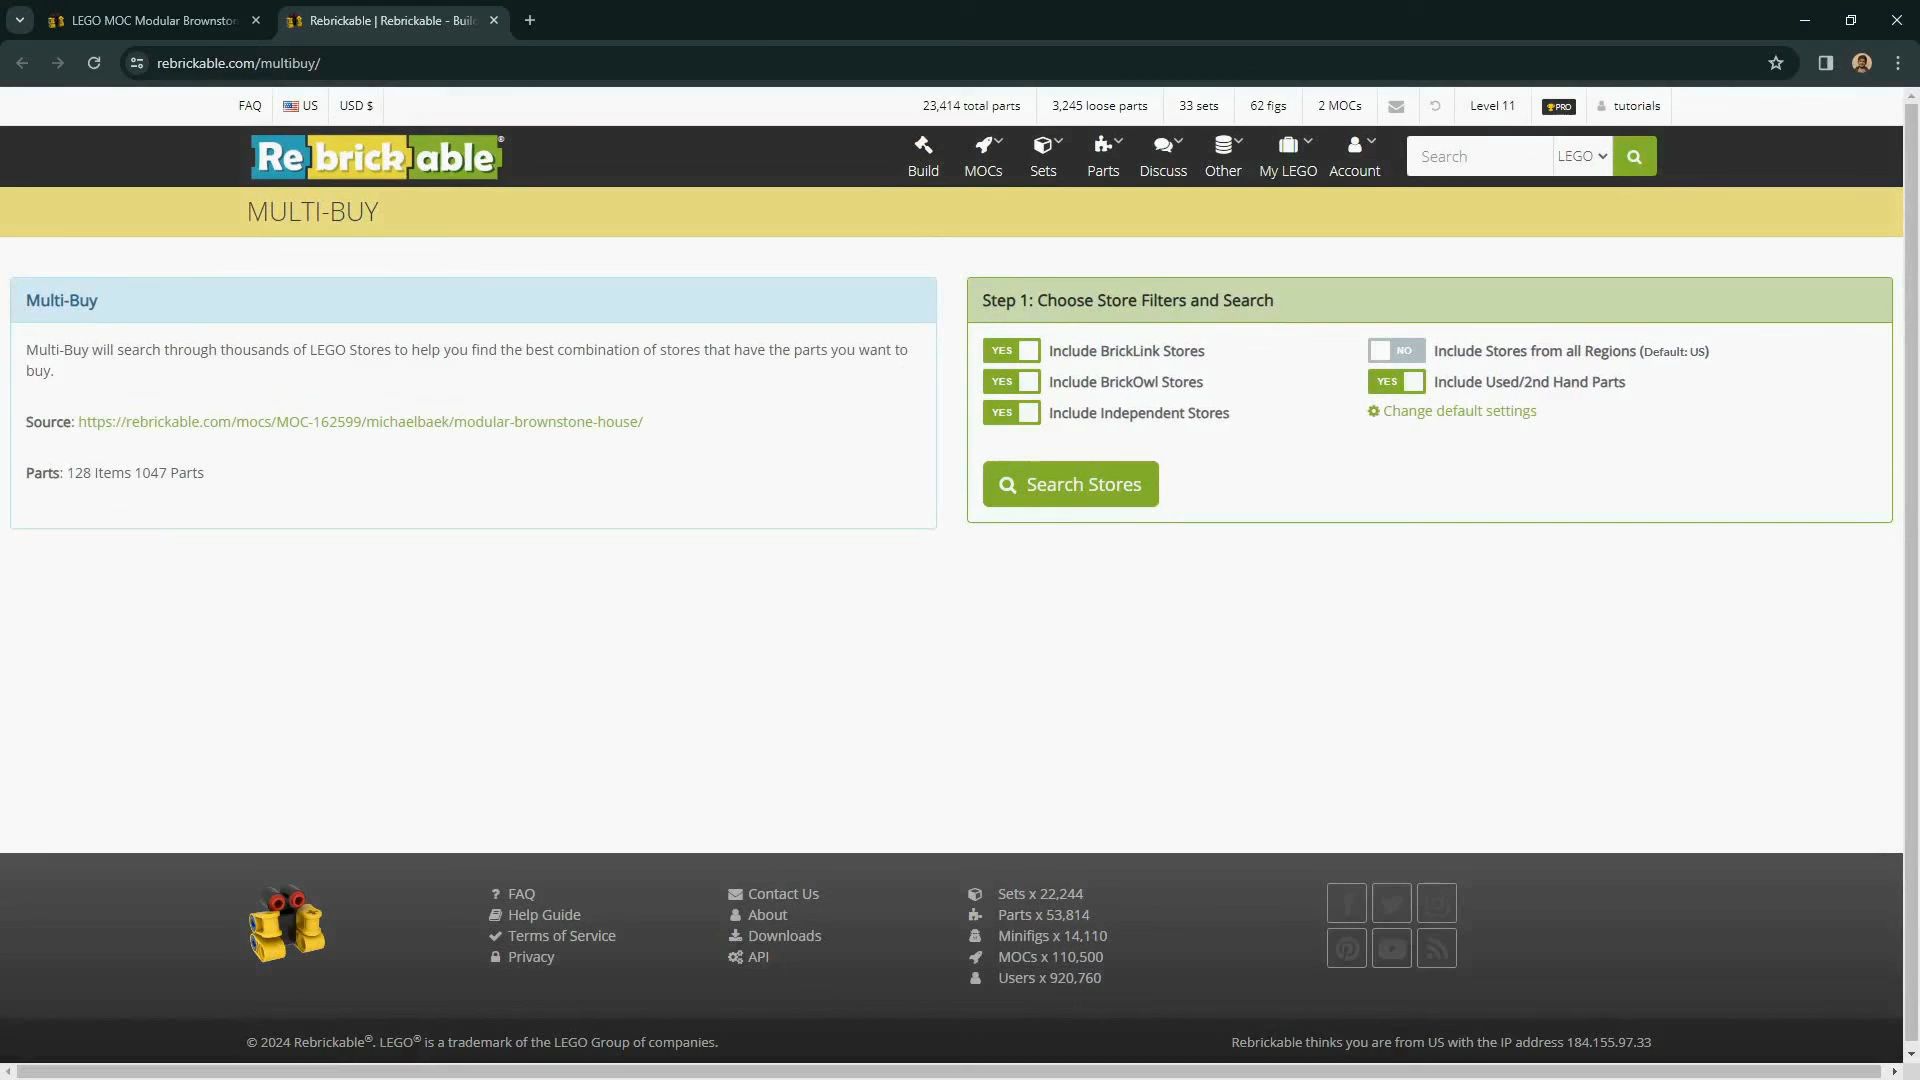 LEGO MOC Modular Brownston
Rebrickable | Rebrickable - Build
rebrickable.com/multibuy/
FAQ
US
USD $
23,414 total parts
3,245 loose parts
33 sets
62 figs
2 MOCs
Level 11
PRO
tutorials
Rebrickable®
Build
MOCs
Sets
Parts
Discuss
Other
My LEGO
Account
Search
LEGO
MULTI-BUY
Multi-Buy
Multi-Buy will search through thousands of LEGO Stores to help you find the best combination of stores that have the parts you want to
buy.
Source: https://rebrickable.com/mocs/MOC-162599/michaelbaek/modular-brownstone-house/
Parts: 128 Items 1047 Parts
Step 1: Choose Store Filters and Search
YES Include BrickLink Stores
YES Include BrickOwl Stores
YES Include Independent Stores
NO Include Stores from all Regions (Default: US)
YES Include Used/2nd Hand Parts
Change default settings
Search Stores
FAQ
Help Guide
Terms of Service
Privacy
Contact Us
About
Downloads
API
Sets x 22,244
Parts x 53,814
Minifigs x 14,110
MOCs x 110,500
Users x 920,760
© 2024 Rebrickable®. LEGO® is a trademark of the LEGO Group of companies.
Rebrickable thinks you are from US with the IP address 184.155.97.33